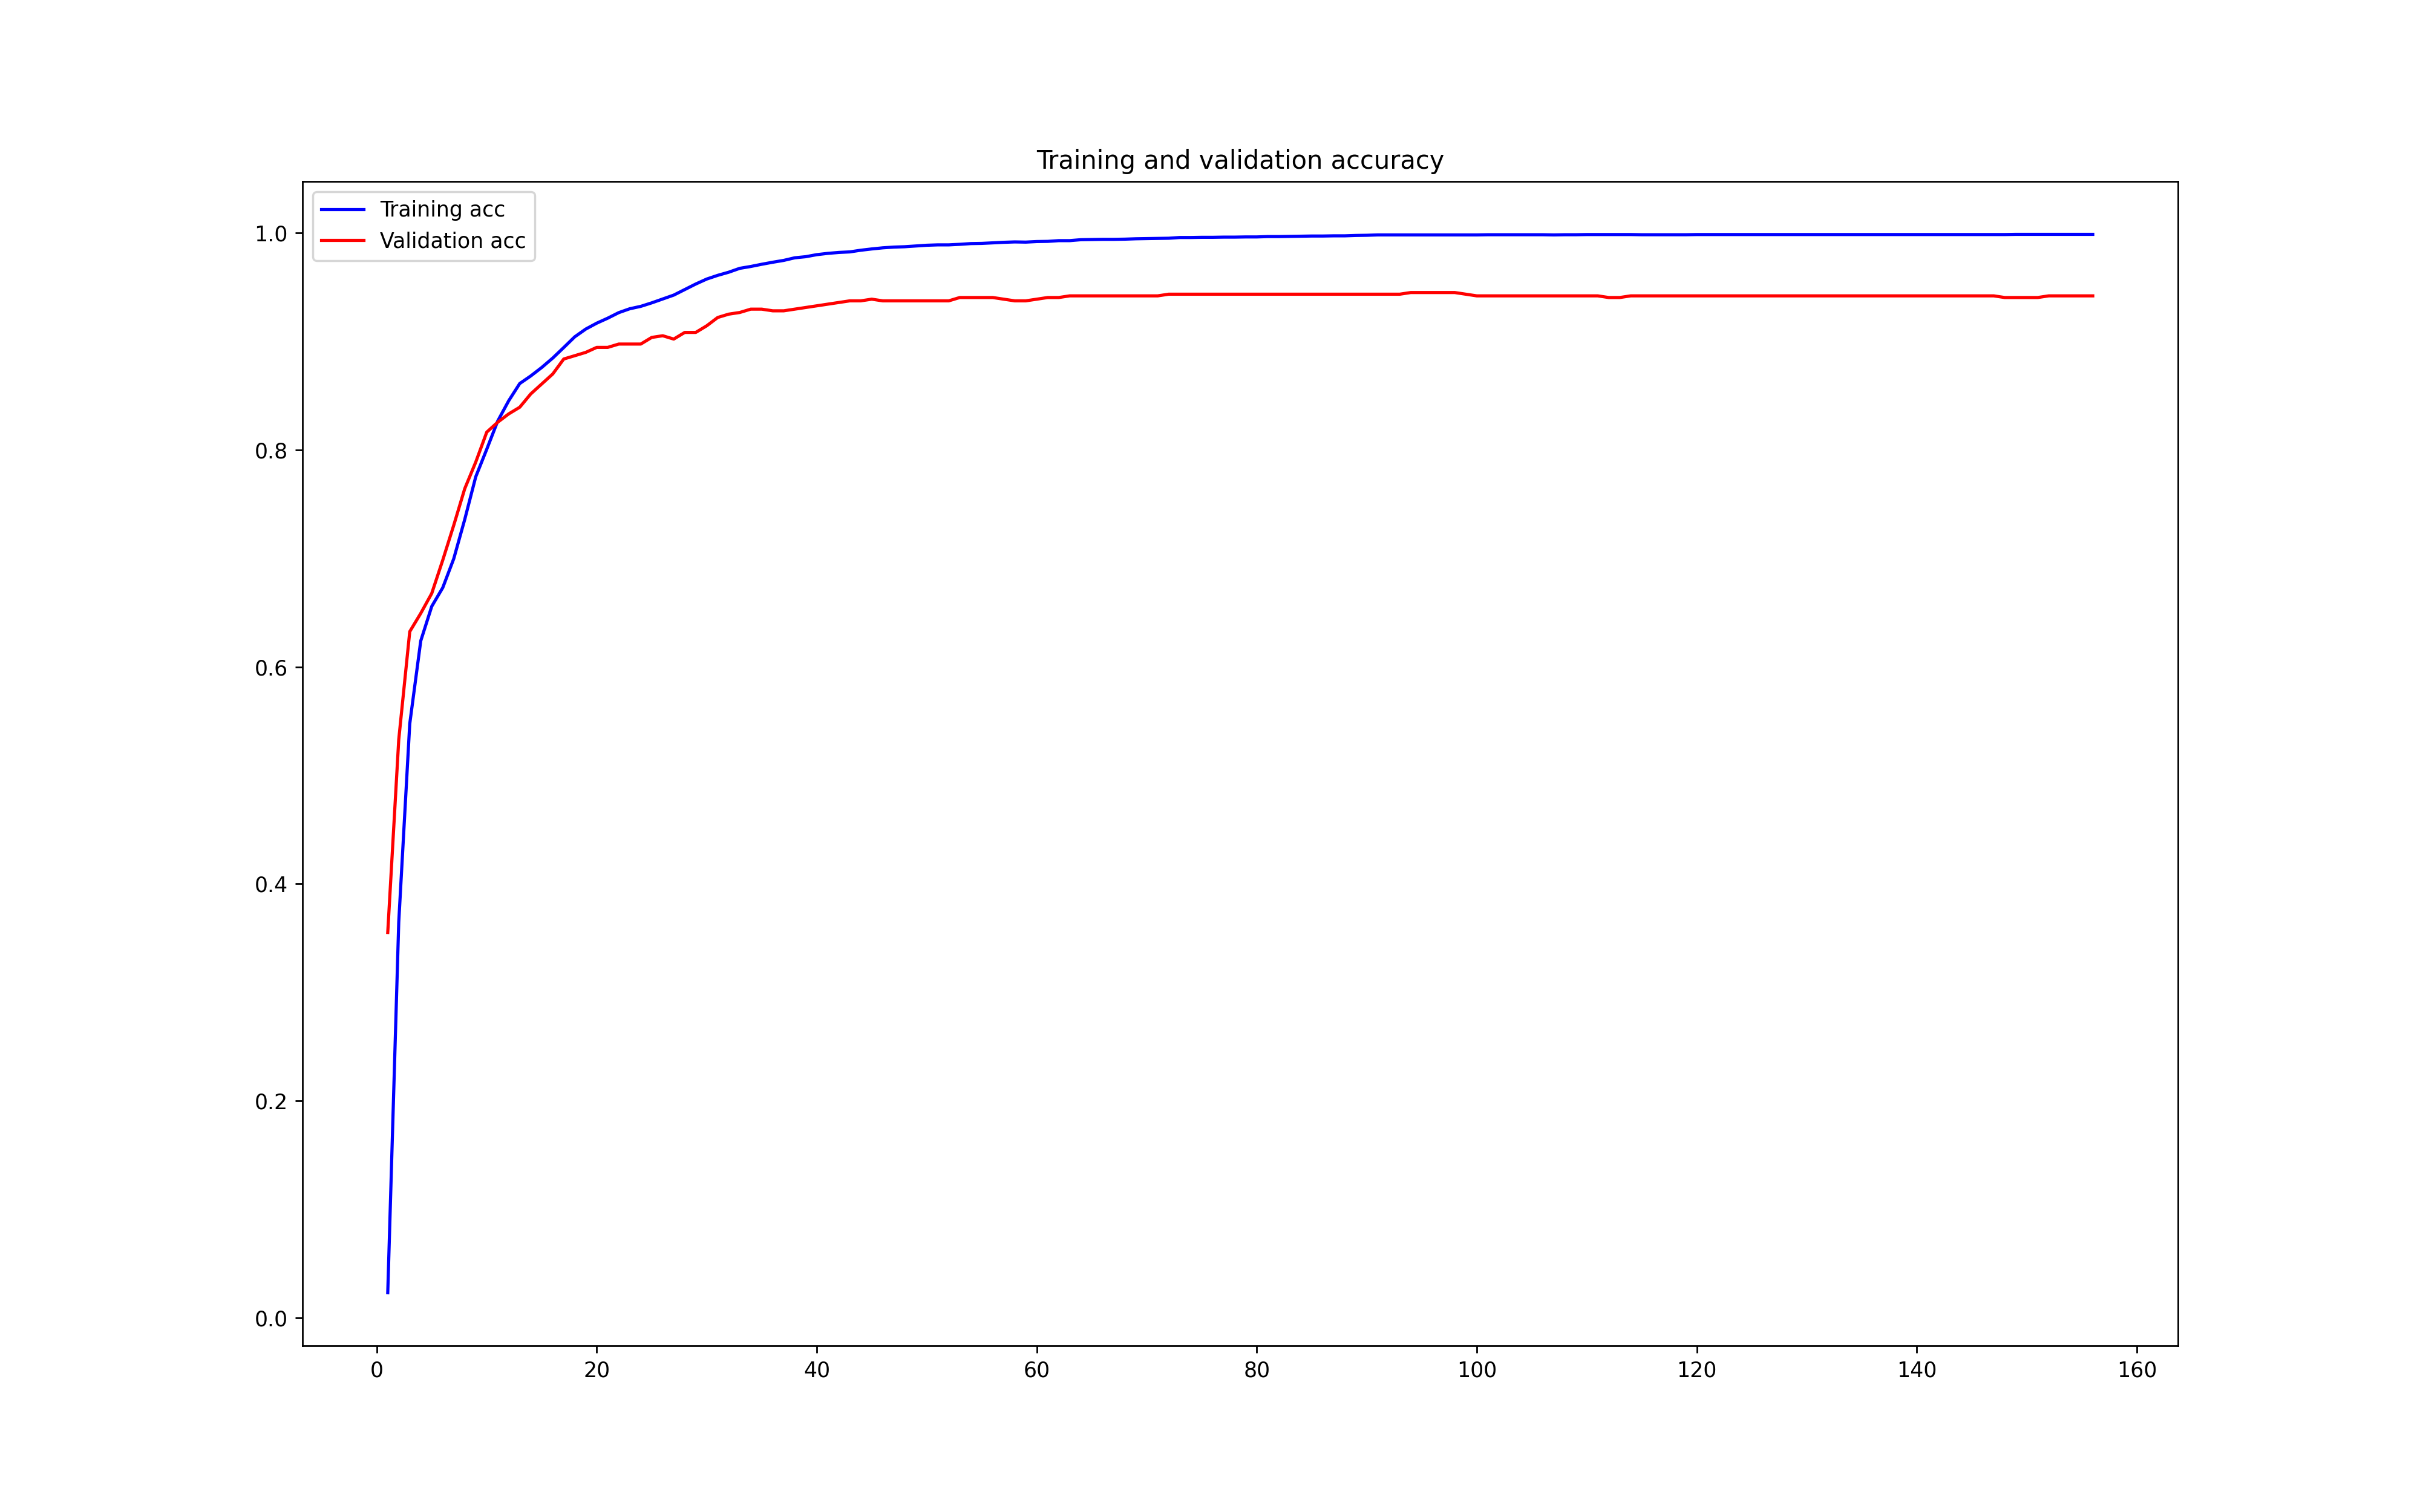 Training and validation accuracy
Training acc
Validation acc
1.0
0.8
0.6
0.4
0.2
0.0
0 20 40 60 80 100 120 140 160